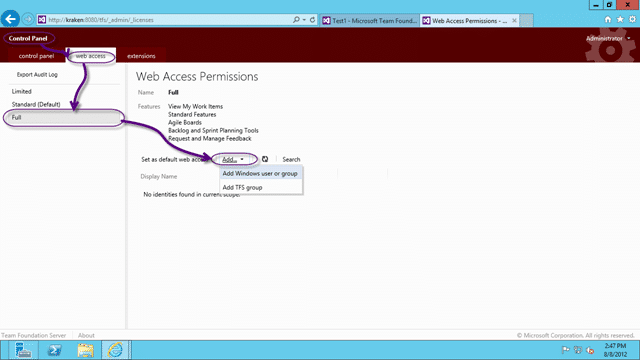 http://kraken:8080/tfs/_admin/_licenses
Test1 - Microsoft Team Found...
Web Access Permissions - ...
Control Panel
Administrator
control panel
web access
extensions
Export Audit Log
Limited
Standard (Default)
Full
Web Access Permissions
Name Full
Features View My Work Items
Standard Features
Agile Boards
Backlog and Sprint Planning Tools
Request and Manage Feedback
Set as default web acce
Add...
Search
Add Windows user or group
Display Name
Add TFS group
No identities found in current scope.
Team Foundation Server | About
© Microsoft Corporation. All rights reserved.
2:47 PM
8/8/2012